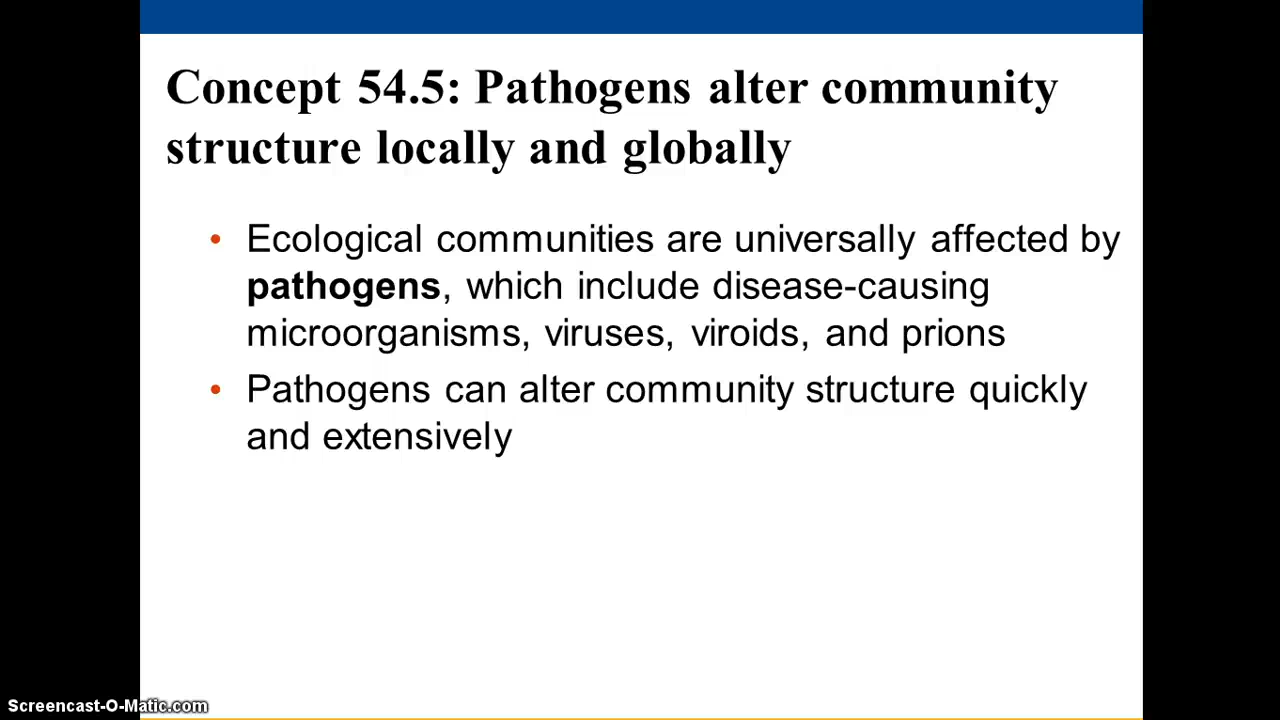 Concept 54.5: Pathogens alter community
structure locally and globally
• Ecological communities are universally affected by
pathogens, which include disease-causing
microorganisms, viruses, viroids, and prions
• Pathogens can alter community structure quickly
and extensively
Screencast-O-Matic.com